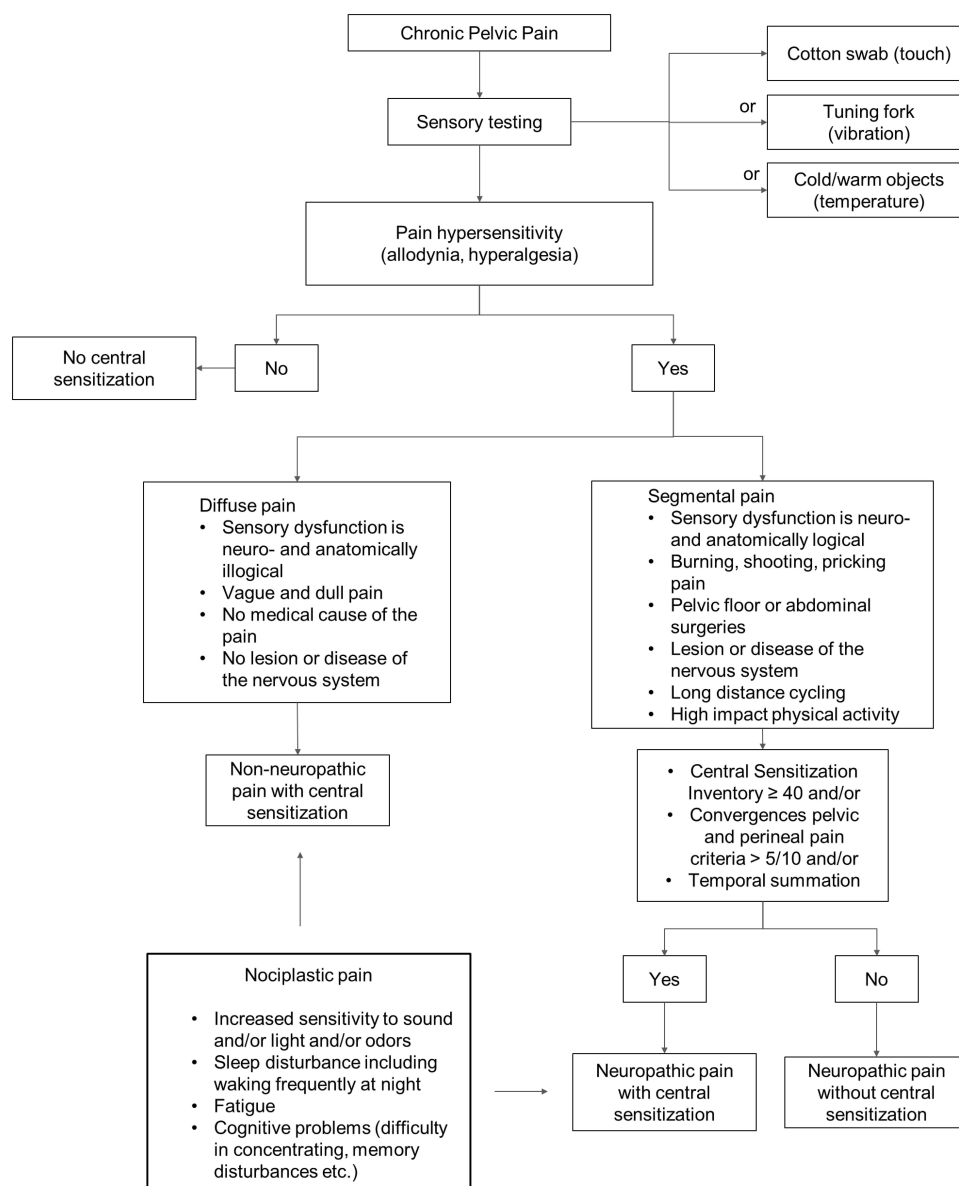 Chronic Pelvic Pain
Cotton swab (touch)
Sensory testing
or
Tuning fork
(vibration)
or
Cold/warm objects
(temperature)
Pain hypersensitivity
(allodynia, hyperalgesia)
No central
sensitization
No
Yes
Diffuse pain
• Sensory dysfunction is
neuro- and anatomically
illogical
• Vague and dull pain
• No medical cause of the
pain
• No lesion or disease of
the nervous system
Segmental pain
• Sensory dysfunction is neuro-
and anatomically logical
• Burning, shooting, pricking
pain
• Pelvic floor or abdominal
surgeries
• Lesion or disease of the
nervous system
• Long distance cycling
• High impact physical activity
Non-neuropathic
pain with central
sensitization
• Central Sensitization
Inventory ≥ 40 and/or
• Convergences pelvic
and perineal pain
criteria > 5/10 and/or
• Temporal summation
Nociplastic pain
• Increased sensitivity to sound
and/or light and/or odors
• Sleep disturbance including
waking frequently at night
• Fatigue
• Cognitive problems (difficulty
in concentrating, memory
disturbances etc.)
Yes
No
Neuropathic pain
with central
sensitization
Neuropathic pain
without central
sensitization